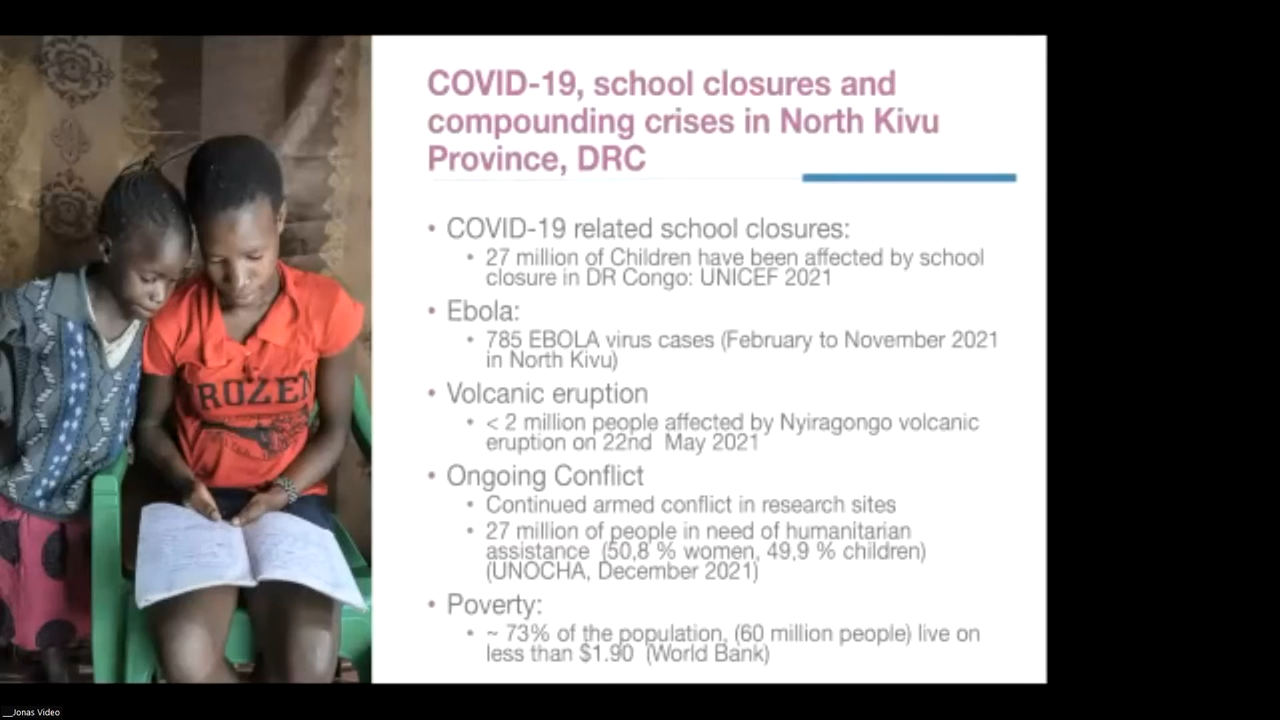 COVID-19, school closures and
compounding crises in North Kivu
Province, DRC
• COVID-19 related school closures:
• 27 million of Children have been affected by school
closure in DR Congo: UNICEF 2021
• Ebola:
• 785 EBOLA virus cases (February to November 2021
in North Kivu)
• Volcanic eruption
• < 2 million people affected by Nyiragongo volcanic
eruption on 22nd  May 2021
• Ongoing Conflict
• Continued armed conflict in research sites
• 27 million of people in need of humanitarian
assistance  (50,8 % women, 49,9 % children)
(UNOCHA, December 2021)
• Poverty:
• ~ 73% of the population, (60 million people) live on
less than $1.90  (World Bank)
ROZEN
__Jonas Video